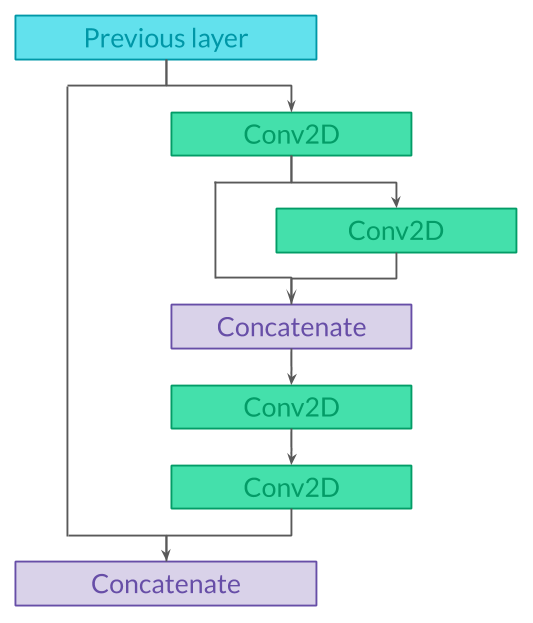 Previous layer
Conv2D
Conv2D
Concatenate
Conv2D
Conv2D
Concatenate